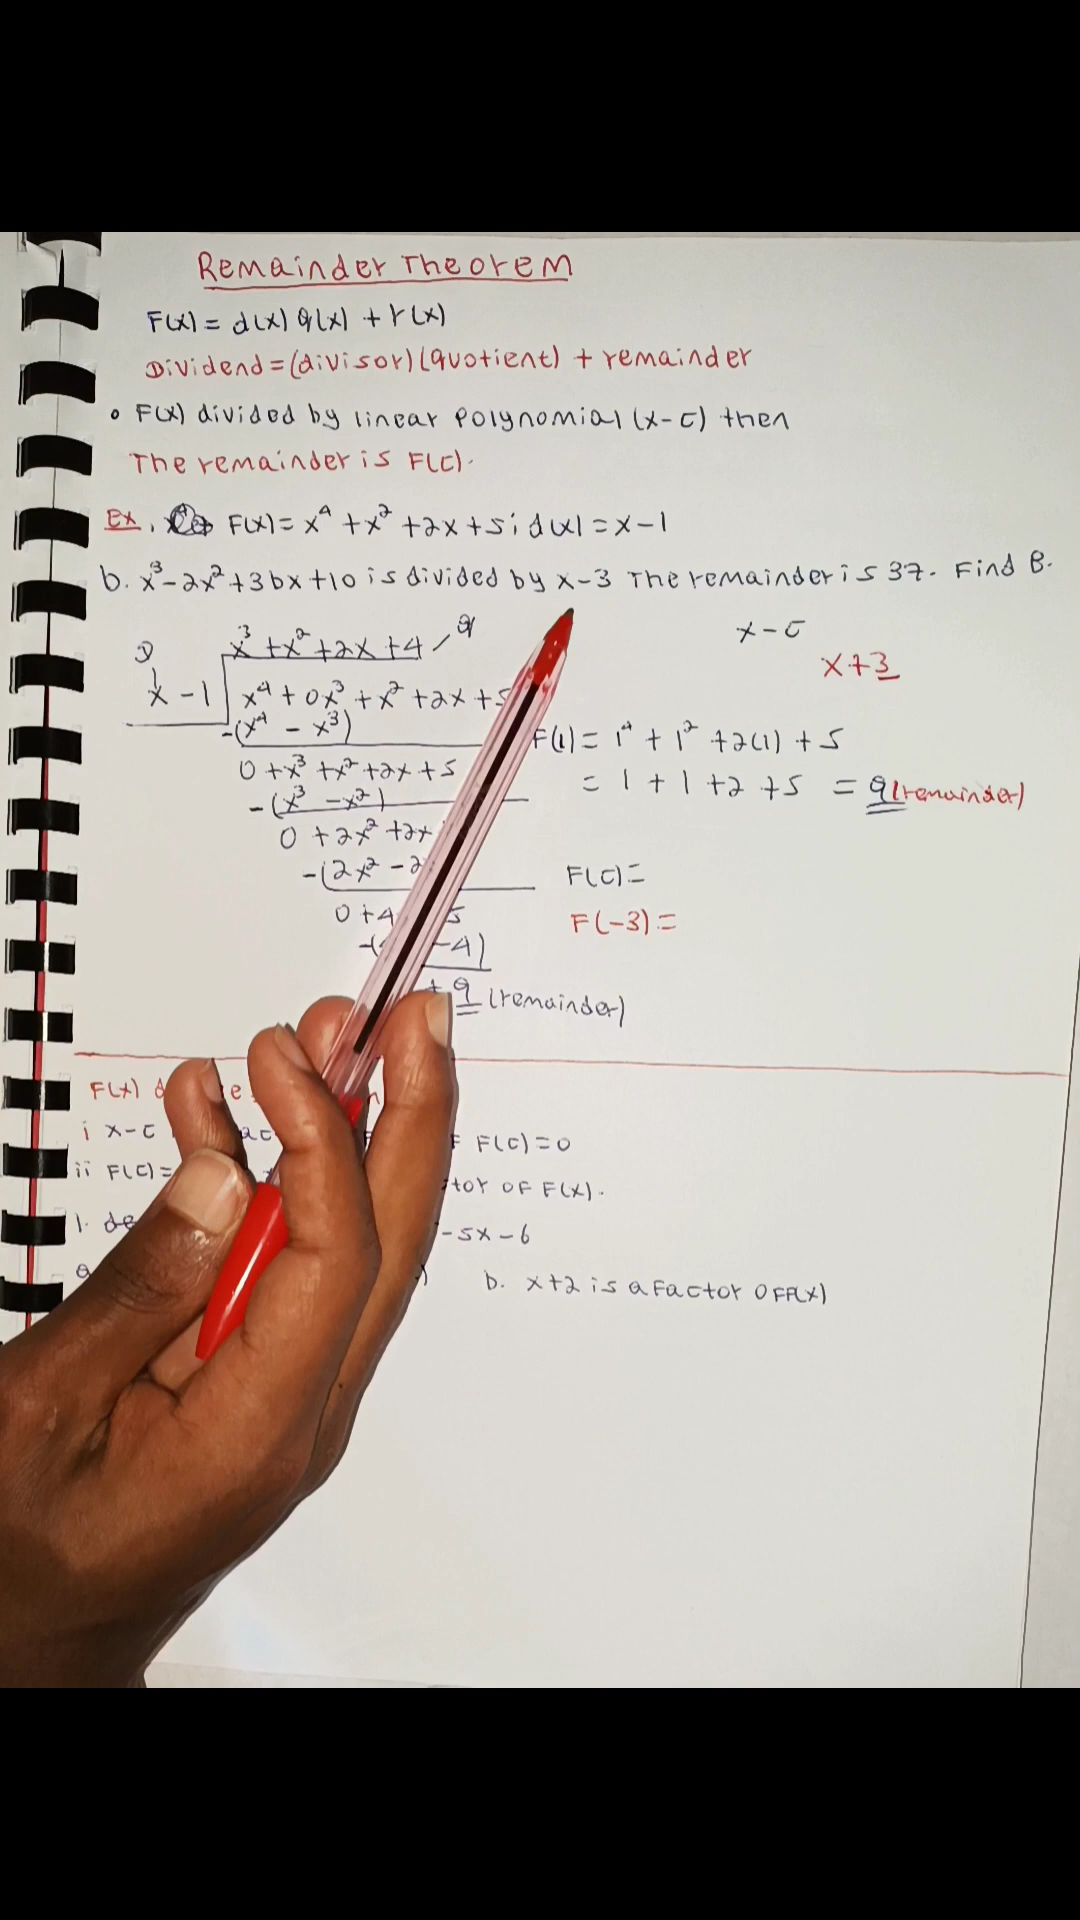 Remainder Theorem
F(x) = d(x) q(x) + r(x)
Dividend = (divisor)(quotient) + remainder
• F(x) divided by linear polynomial (x-c) then
The remainder is F(c).
Ex. F(x) = x⁴ + x² + 2x + 5 ; d(x) = x-1
b. x³ - 2x² + 3bx + 10 is divided by x-3 The remainder is 37. Find B.
x³ + x² + 2x + 4 q
x - c
D
x + 3
x - 1 x⁴ + 0x³ + x² + 2x + 5
-(x⁴ - x³)
F(1) = 1⁴ + 1² + 2(1) + 5
0 + x³ + x² + 2x + 5
= 1 + 1 + 2 + 5 = 9 (remainder)
-(x³ - x²)
0 + 2x² + 2x
-(2x² - 2
F(c) =
0 + 4 5
F(-3) =
-( - 4)
+ 9 (remainder)
F(x)
i x-c F(c) = 0
ii F(c) = tor of F(x).
1. - 5x - 6
a
b. x+2 is a factor of F(x)